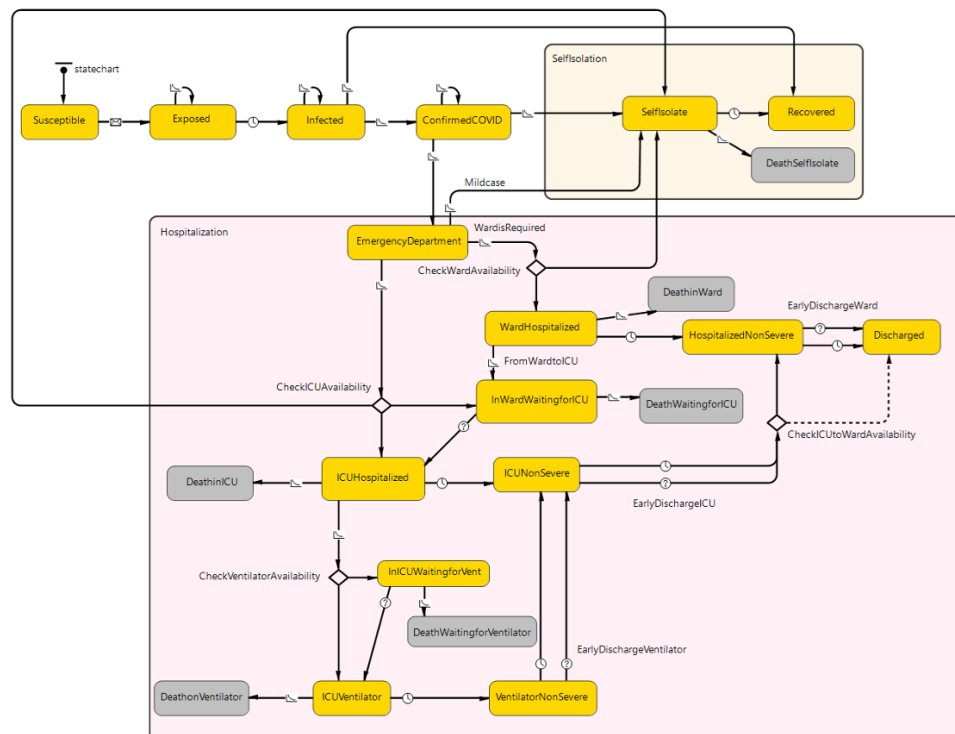 SelfIsolation
statechart
Susceptible
Exposed
Infected
ConfirmedCOVID
SelfIsolate
Recovered
DeathSelfIsolate
Mildcase
Hospitalization
WardisRequired
EmergencyDepartment
CheckWardAvailability
DeathinWard
EarlyDischargeWard
WardHospitalized
HospitalizedNonSevere
Discharged
FromWardtoICU
CheckICUAvailability
InWardWaitingforICU
DeathWaitingforICU
CheckICUtoWardAvailability
DeathinICU
ICUHospitalized
ICUNonSevere
EarlyDischargeICU
CheckVentilatorAvailability
InICUWaitingforVent
DeathWaitingforVentilator
EarlyDischargeVentilator
DeathonVentilator
ICUVentilator
VentilatorNonSevere